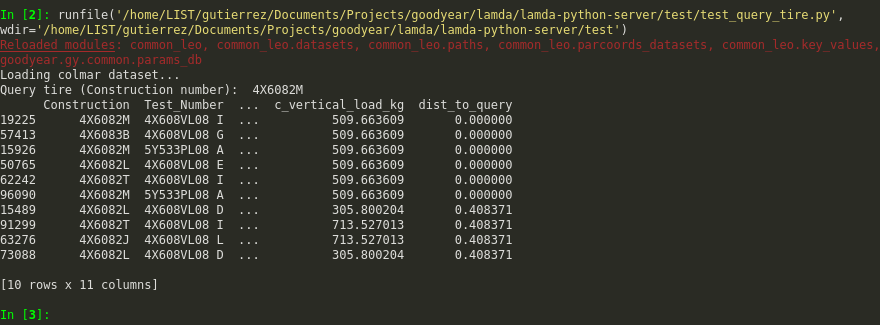 In [2]: runfile('/home/LIST/gutierrez/Documents/Projects/goodyear/lamda/lamda-python-server/test/test_query_tire.py',
wdir='/home/LIST/gutierrez/Documents/Projects/goodyear/lamda/lamda-python-server/test')
Reloaded modules: common_leo, common_leo.datasets, common_leo.paths, common_leo.parcoords_datasets, common_leo.key_values,
goodyear.gy.common.params_db
Loading colmar dataset...
Query tire (Construction number):  4X6082M
      Construction  Test_Number  ...  c_vertical_load_kg  dist_to_query
19225      4X6082M  4X608VL08 I  ...          509.663609       0.000000
57413      4X6083B  4X608VL08 G  ...          509.663609       0.000000
15926      4X6082M  5Y533PL08 A  ...          509.663609       0.000000
50765      4X6082L  4X608VL08 E  ...          509.663609       0.000000
62242      4X6082T  4X608VL08 I  ...          509.663609       0.000000
96090      4X6082M  5Y533PL08 A  ...          509.663609       0.000000
15489      4X6082L  4X608VL08 D  ...          305.800204       0.408371
91299      4X6082T  4X608VL08 I  ...          713.527013       0.408371
63276      4X6082J  4X608VL08 L  ...          713.527013       0.408371
73088      4X6082L  4X608VL08 D  ...          305.800204       0.408371
[10 rows x 11 columns]
In [3]: